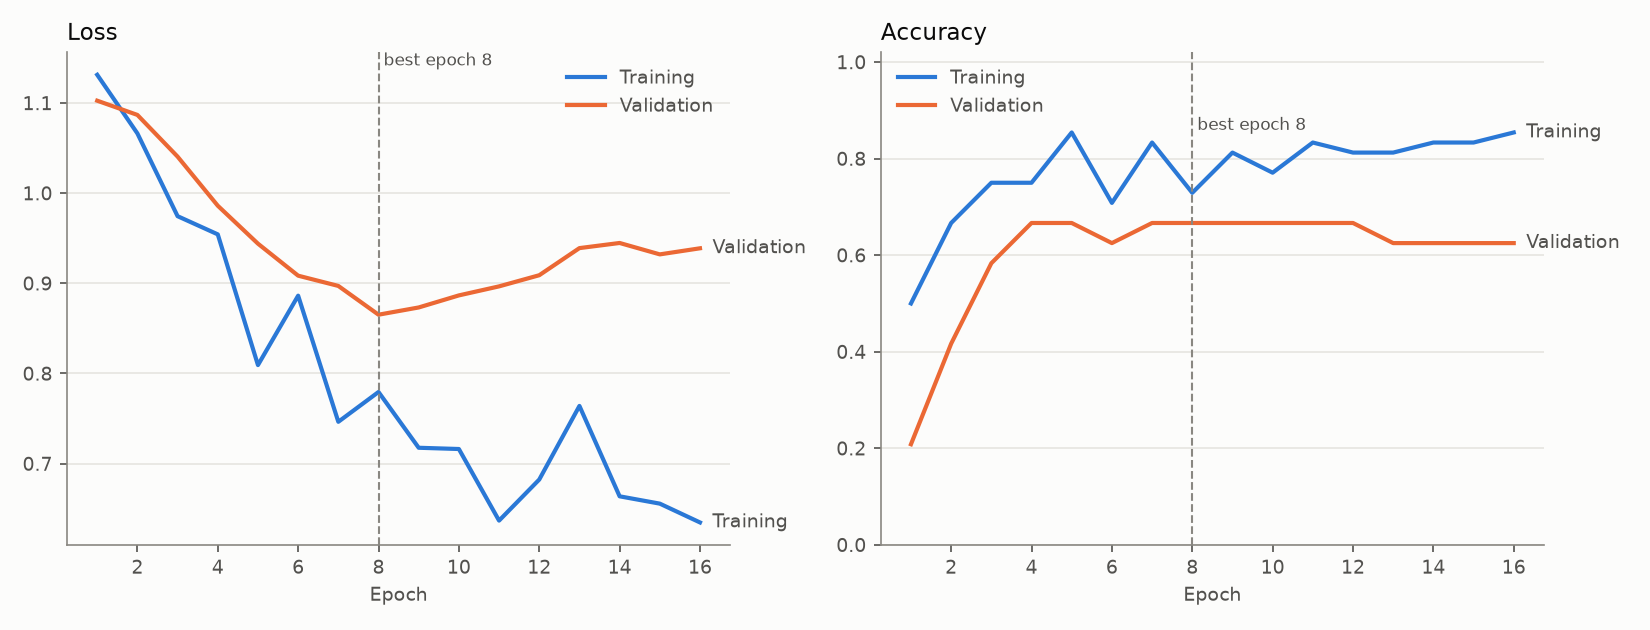 Loss
best epoch 8
Training
Validation
1.1
1.0
0.9
0.8
0.7
Validation
Training
2 4 6 8 10 12 14 16
Epoch
Accuracy
Training
Validation
best epoch 8
1.0
0.8
0.6
0.4
0.2
0.0
Training
Validation
2 4 6 8 10 12 14 16
Epoch